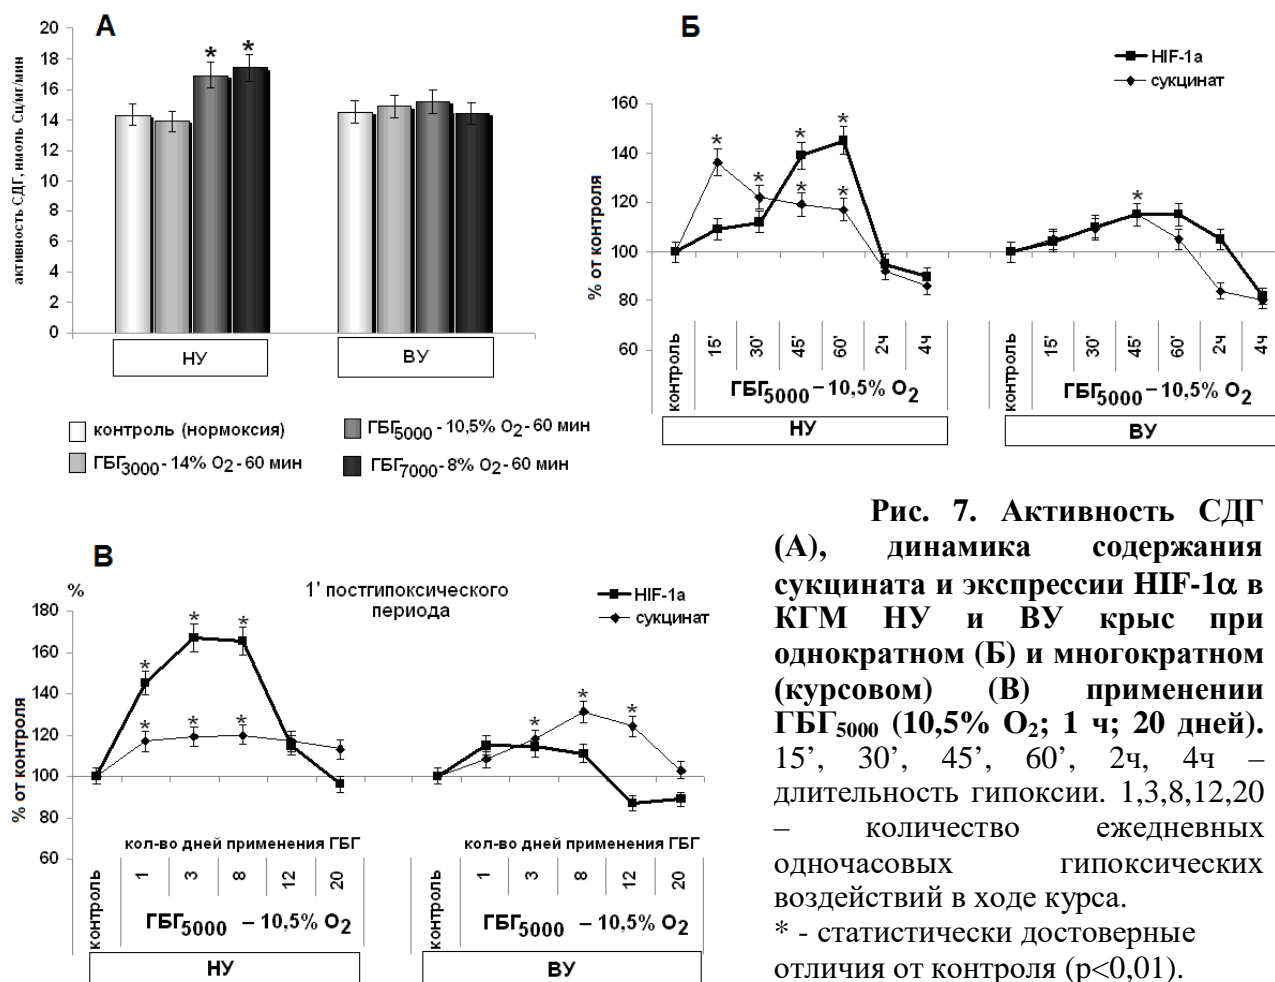 А
20
18
16
14
12
10
8
6
4
2
0
активность СДГ, нмоль Сц/мг/мин
* *
НУ ВУ
контроль (нормоксия)
ГБГ3000 - 14% О2 - 60 мин
ГБГ5000 - 10,5% О2 - 60 мин
ГБГ7000 - 8% О2 - 60 мин
Б
HIF-1a
сукцинат
160
140
120
100
80
60
% от контроля
* * * * * *
*
контроль 15' 30' 45' 60' 2ч 4ч
ГБГ5000 – 10,5% О2
НУ
контроль 15' 30' 45' 60' 2ч 4ч
ГБГ5000 – 10,5% О2
ВУ
В
%
1' постгипоксического
периода
HIF-1a
сукцинат
180
160
140
120
100
80
60
% от контроля
* * * * * *
* * *
кол-во дней применения ГБГ
контроль 1 3 8 12 20
ГБГ5000 – 10,5% О2
НУ
кол-во дней применения ГБГ
контроль 1 3 8 12 20
ГБГ5000 – 10,5% О2
ВУ
Рис. 7. Активность СДГ
(А), динамика содержания
сукцината и экспрессии HIF-1α в
КГМ НУ и ВУ крыс при
однократном (Б) и многократном
(курсовом) (В) применении
ГБГ5000 (10,5% О2; 1 ч; 20 дней).
15’, 30’, 45’, 60’, 2ч, 4ч –
длительность гипоксии. 1,3,8,12,20
– количество ежедневных
одночасовых гипоксических
воздействий в ходе курса.
* - статистически достоверные
отличия от контроля (р<0,01).